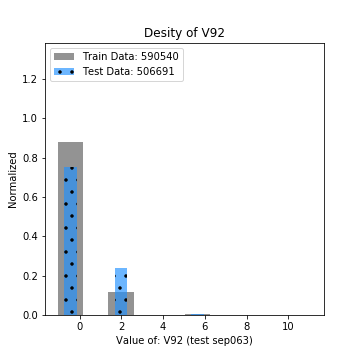 Desity of V92
Train Data: 590540
Test Data: 506691
Normalized
1.2
1.0
0.8
0.6
0.4
0.2
0.0
0 2 4 6 8 10
Value of: V92 (test sep063)